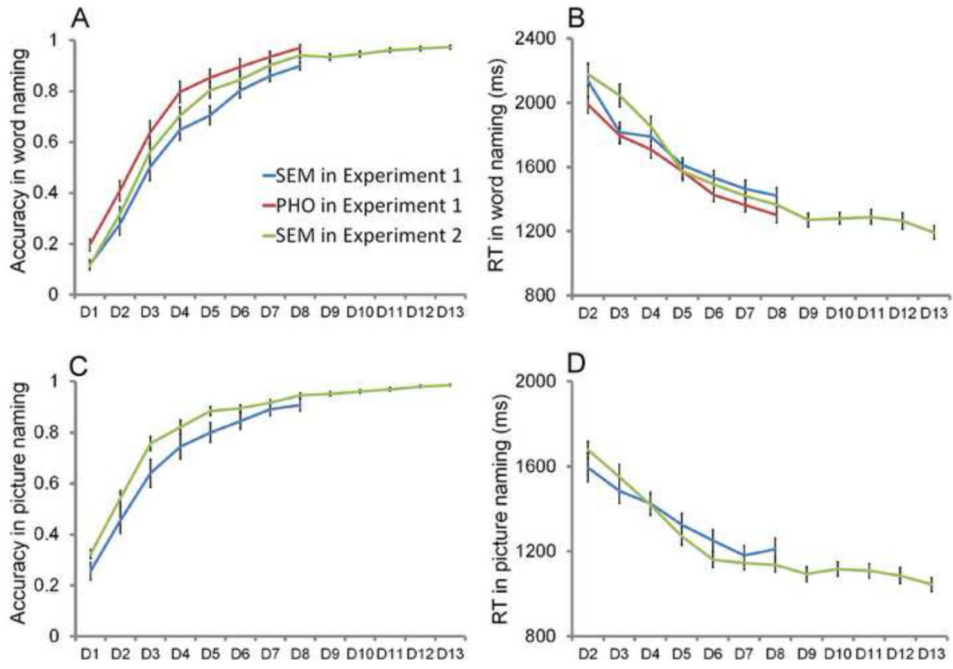 A
Accuracy in word naming
1
0.8
0.6
0.4
0.2
0
SEM in Experiment 1
PHO in Experiment 1
SEM in Experiment 2
D1 D2 D3 D4 D5 D6 D7 D8 D9 D10 D11 D12 D13
B
RT in word naming (ms)
2400
2000
1600
1200
800
D2 D3 D4 D5 D6 D7 D8 D9 D10 D11 D12 D13
C
Accuracy in picture naming
1
0.8
0.6
0.4
0.2
0
D1 D2 D3 D4 D5 D6 D7 D8 D9 D10 D11 D12 D13
D
RT in picture naming (ms)
2000
1600
1200
800
D2 D3 D4 D5 D6 D7 D8 D9 D10 D11 D12 D13